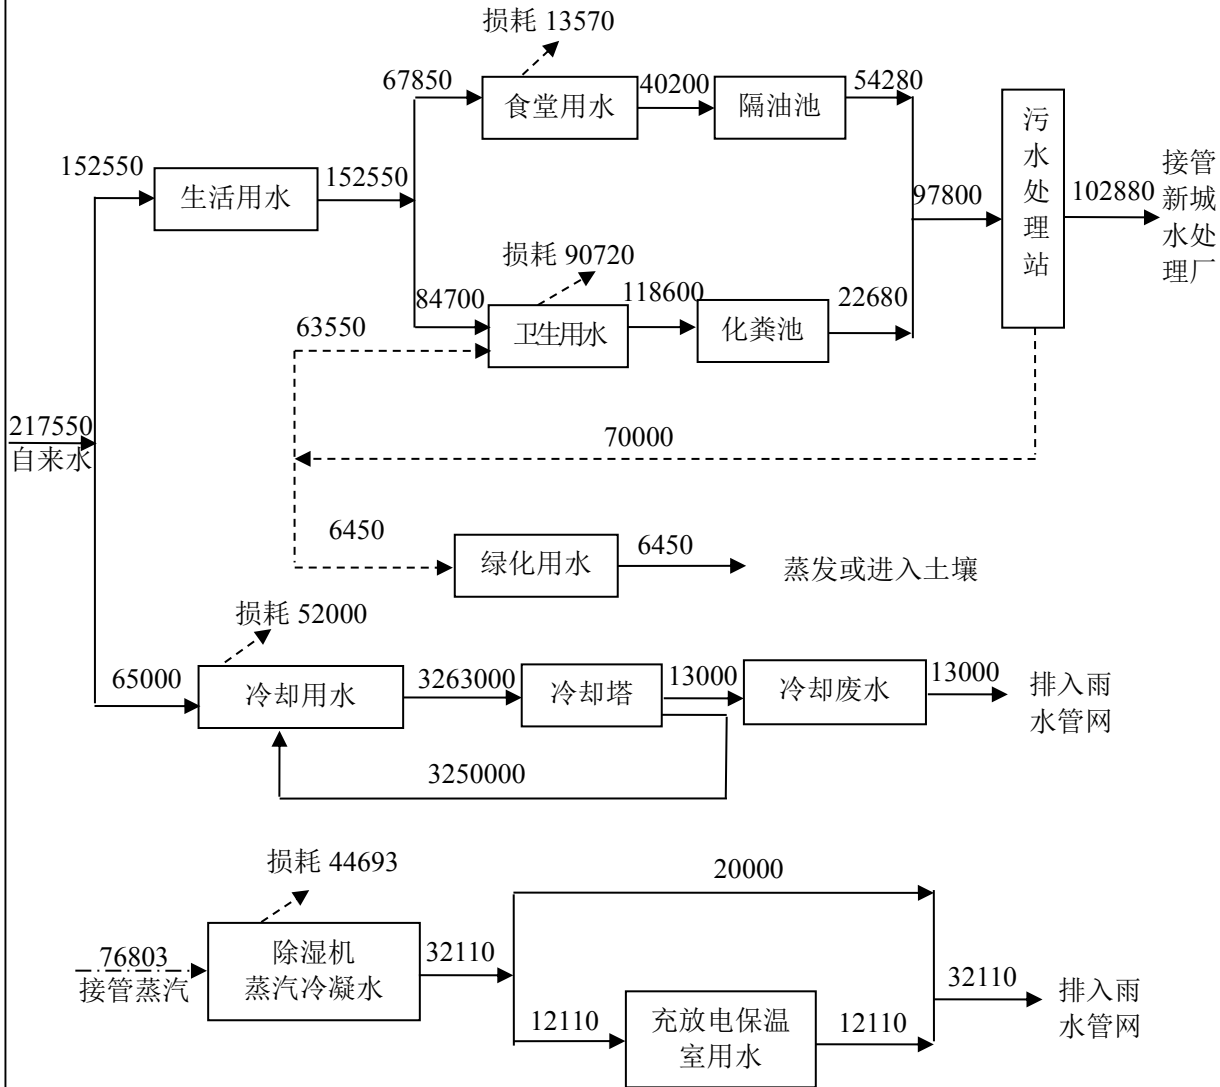 损耗 13570
67850
食堂用水
40200
隔油池
54280
污水处理站
152550
生活用水
152550
97800
102880
接管
新城
水处
理厂
损耗 90720
84700
卫生用水
118600
化粪池
22680
63550
217550
自来水
70000
6450
绿化用水
6450
蒸发或进入土壤
损耗 52000
65000
冷却用水
3263000
冷却塔
13000
冷却废水
13000
排入雨
水管网
3250000
损耗 44693
20000
76803
接管蒸汽
除湿机
蒸汽冷凝水
32110
32110
排入雨
水管网
12110
充放电保温
室用水
12110